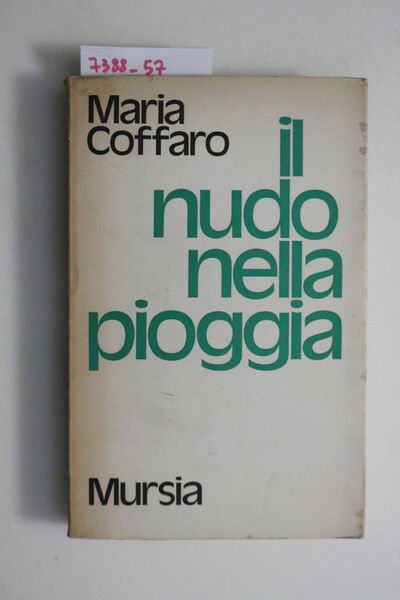 7388_57
Maria
Coffaro
il
nudo
nella
pioggia
Mursia